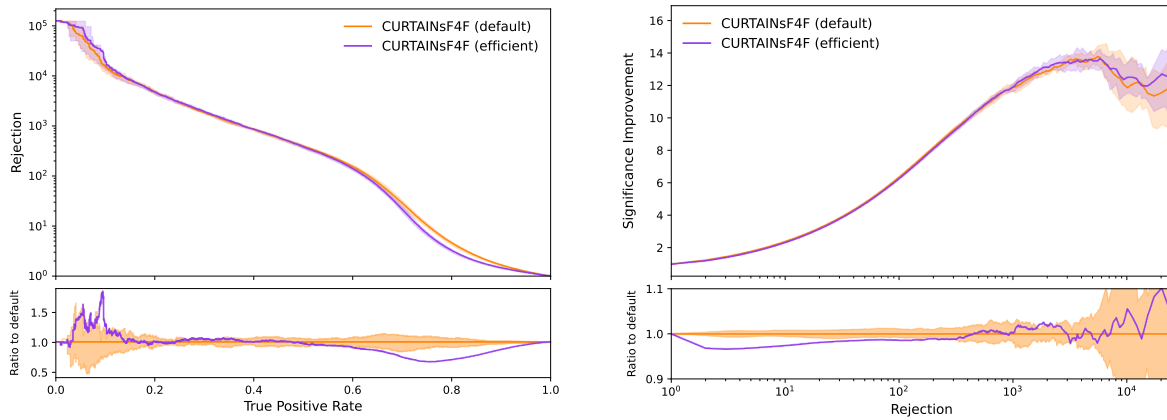 CURTAINsF4F (default)
CURTAINsF4F (efficient)
Rejection
10⁵
10⁴
10³
10²
10¹
10⁰
Ratio to default
1.5
1.0
0.5
0.0 0.2 0.4 0.6 0.8 1.0
True Positive Rate
CURTAINsF4F (default)
CURTAINsF4F (efficient)
Significance Improvement
16
14
12
10
8
6
4
2
Ratio to default
1.1
1.0
0.9
10⁰ 10¹ 10² 10³ 10⁴
Rejection